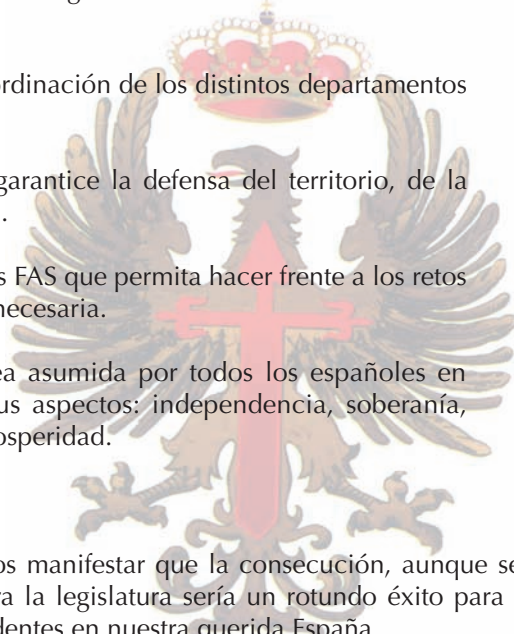 rdinación de los distintos departamentos
garantice la defensa del territorio, de la
.
s FAS que permita hacer frente a los retos
necesaria.
ea asumida por todos los españoles en
us aspectos: independencia, soberanía,
osperidad.
os manifestar que la consecución, aunque se
ra la legislatura sería un rotundo éxito para
dentes en nuestra querida España